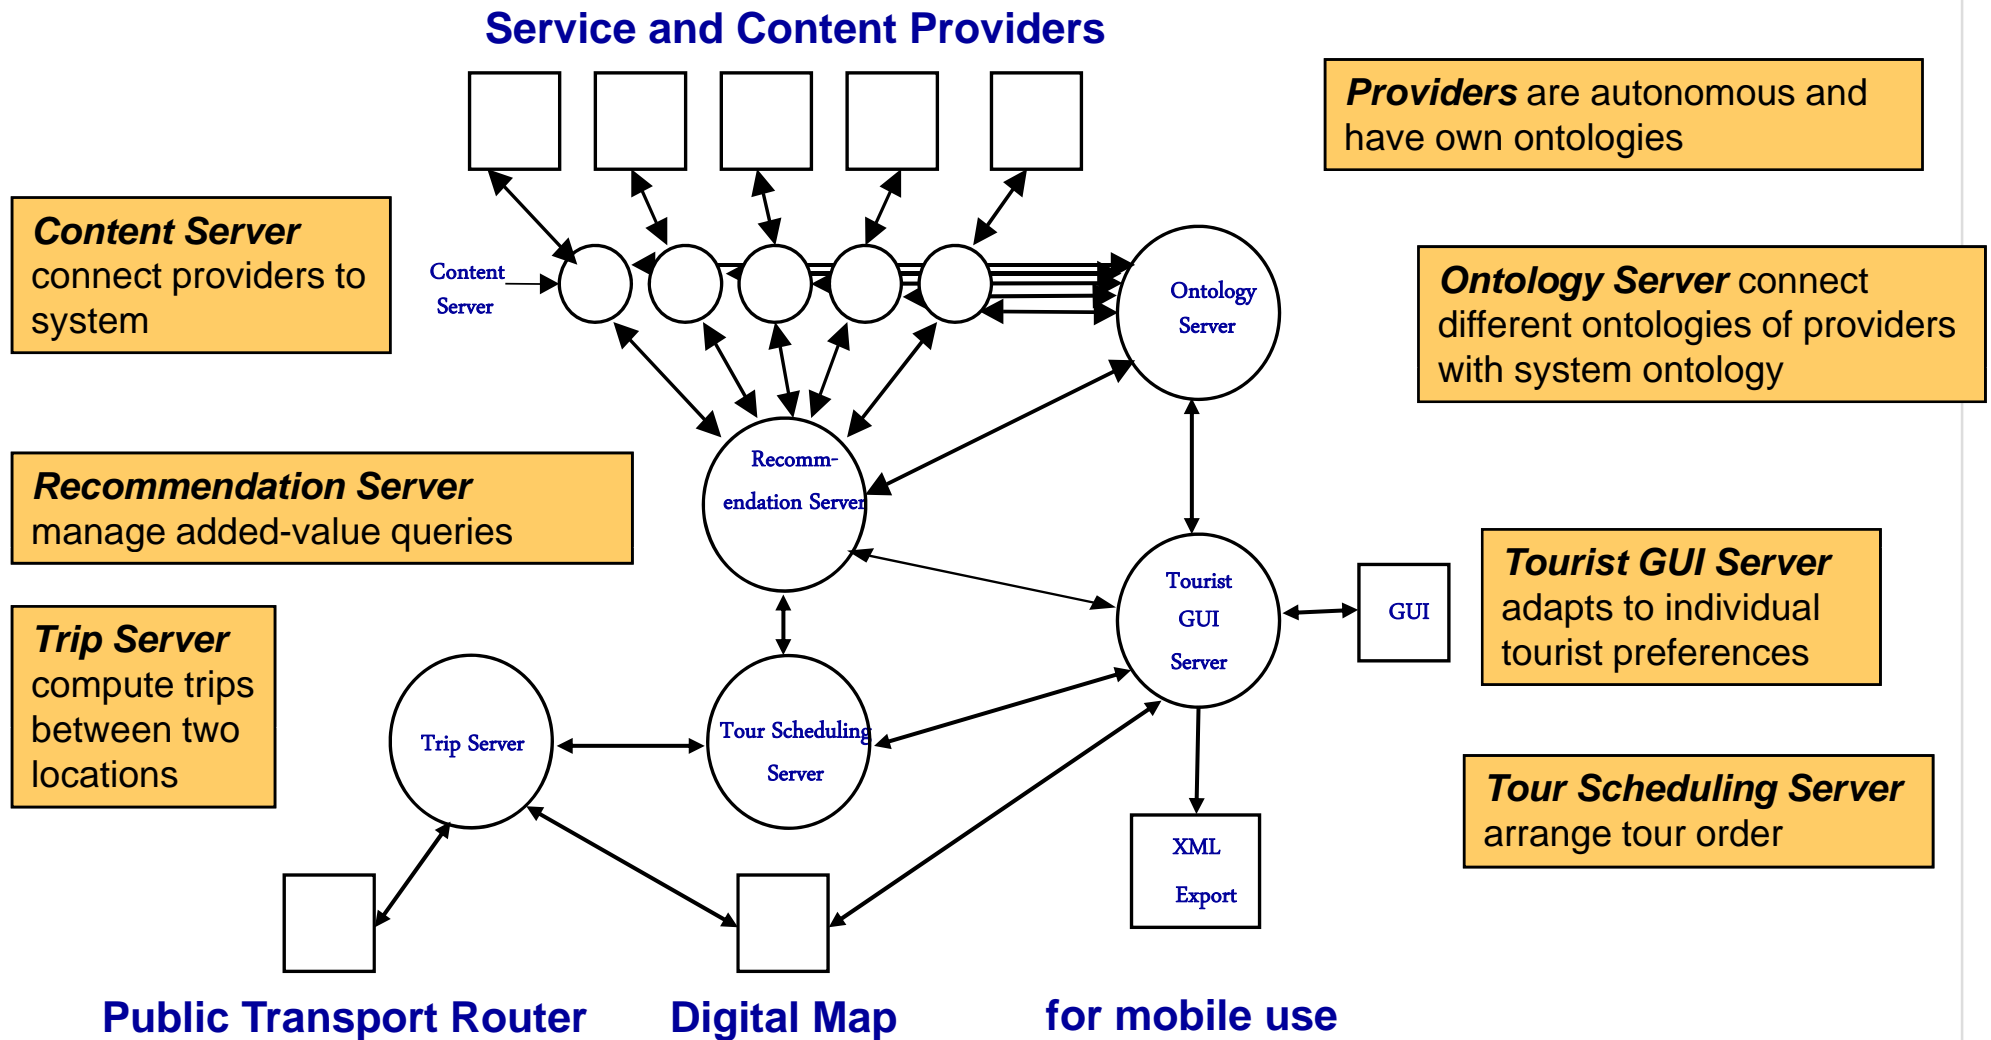 Service and Content Providers
Providers are autonomous and
have own ontologies
Content Server
connect providers to
system
Content
Server
Ontology
Server
Ontology Server connect
different ontologies of providers
with system ontology
Recommendation Server
manage added-value queries
Recomm-
endation Server
Tourist
GUI
Server
GUI
Tourist GUI Server
adapts to individual
tourist preferences
Trip Server
compute trips
between two
locations
Trip Server
Tour Scheduling
Server
Tour Scheduling Server
arrange tour order
XML
Export
Public Transport Router
Digital Map
for mobile use